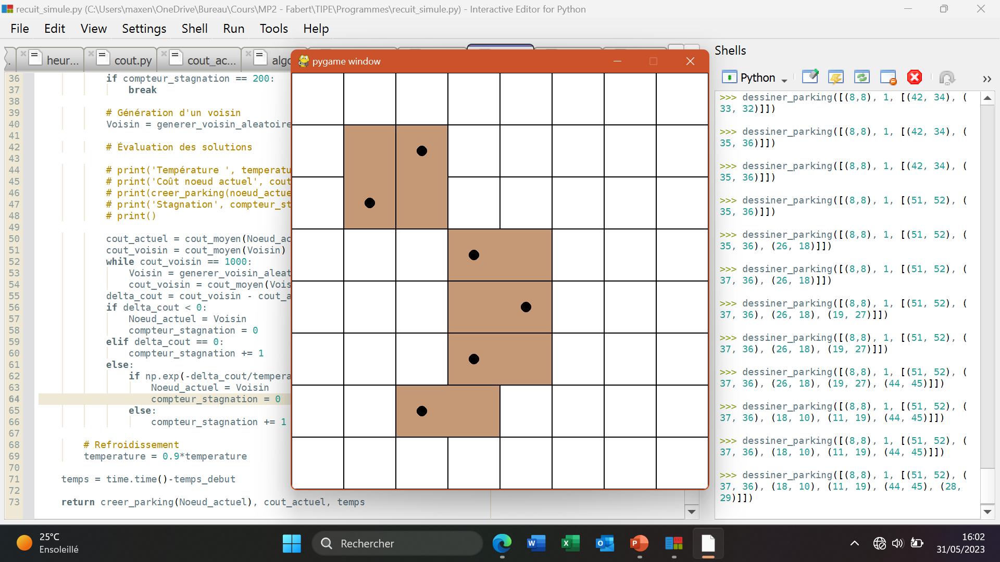 recuit_simule.py (C:\Users\maxen\OneDrive\Bureau\Cours\MP2 - Fabert\TIPE\Programmes\recuit_simule.py) - Interactive Editor for Python
File Edit View Settings Shell Run Tools Help
heur... cout.py cout_ac... algo
36 if compteur_stagnation == 200:
37 break
38
39 # Génération d'un voisin
40 Voisin = generer_voisin_aleatoire
41
42 # Évaluation des solutions
43
44 # print('Température ', temperatu
45 # print('Coût noeud actuel', cout
46 # print(creer_parking(noeud_actue
47 # print('Stagnation', compteur_st
48 # print()
49
50 cout_actuel = cout_moyen(Noeud_ac
51 cout_voisin = cout_moyen(Voisin)
52 while cout_voisin == 1000:
53 Voisin = generer_voisin_aleat
54 cout_voisin = cout_moyen(Vois
55 delta_cout = cout_voisin - cout_a
56 if delta_cout < 0:
57 Noeud_actuel = Voisin
58 compteur_stagnation = 0
59 elif delta_cout == 0:
60 compteur_stagnation += 1
61 else:
62 if np.exp(-delta_cout/tempera
63 Noeud_actuel = Voisin
64 compteur_stagnation = 0
65 else:
66 compteur_stagnation += 1
67
68 # Refroidissement
69 temperature = 0.9*temperature
70
71 temps = time.time()-temps_debut
72
73 return creer_parking(Noeud_actuel), cout_actuel, temps
pygame window
Shells
Python
>>> dessiner_parking([(8,8), 1, [(42, 34), (
33, 32)]])
>>> dessiner_parking([(8,8), 1, [(42, 34), (
35, 36)]])
>>> dessiner_parking([(8,8), 1, [(42, 34), (
35, 36)]])
>>> dessiner_parking([(8,8), 1, [(51, 52), (
35, 36)]])
>>> dessiner_parking([(8,8), 1, [(51, 52), (
35, 36), (26, 18)]])
>>> dessiner_parking([(8,8), 1, [(51, 52), (
37, 36), (26, 18)]])
>>> dessiner_parking([(8,8), 1, [(51, 52), (
37, 36), (26, 18), (19, 27)]])
>>> dessiner_parking([(8,8), 1, [(51, 52), (
37, 36), (26, 18), (19, 27)]])
>>> dessiner_parking([(8,8), 1, [(51, 52), (
37, 36), (26, 18), (19, 27), (44, 45)]])
>>> dessiner_parking([(8,8), 1, [(51, 52), (
37, 36), (18, 10), (11, 19), (44, 45)]])
>>> dessiner_parking([(8,8), 1, [(51, 52), (
37, 36), (18, 10), (11, 19), (44, 45)]])
>>> dessiner_parking([(8,8), 1, [(51, 52), (
37, 36), (18, 10), (11, 19), (44, 45), (28,
29)]])
25°C
Ensoleillé
Rechercher
16:02
31/05/2023